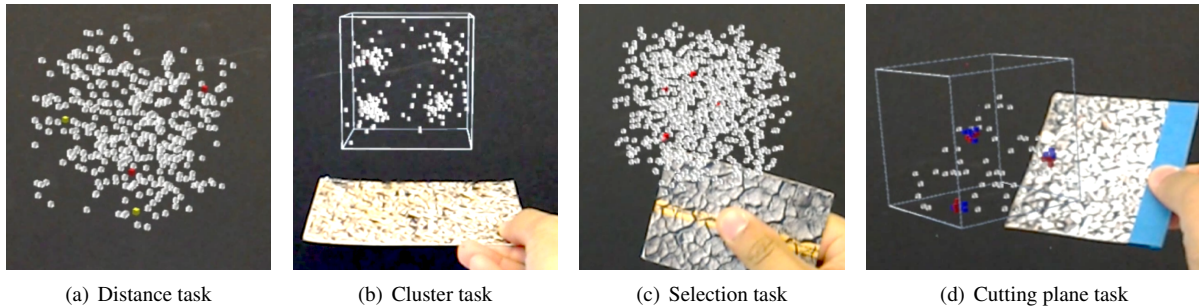 (a) Distance task
(b) Cluster task
(c) Selection task
(d) Cutting plane task